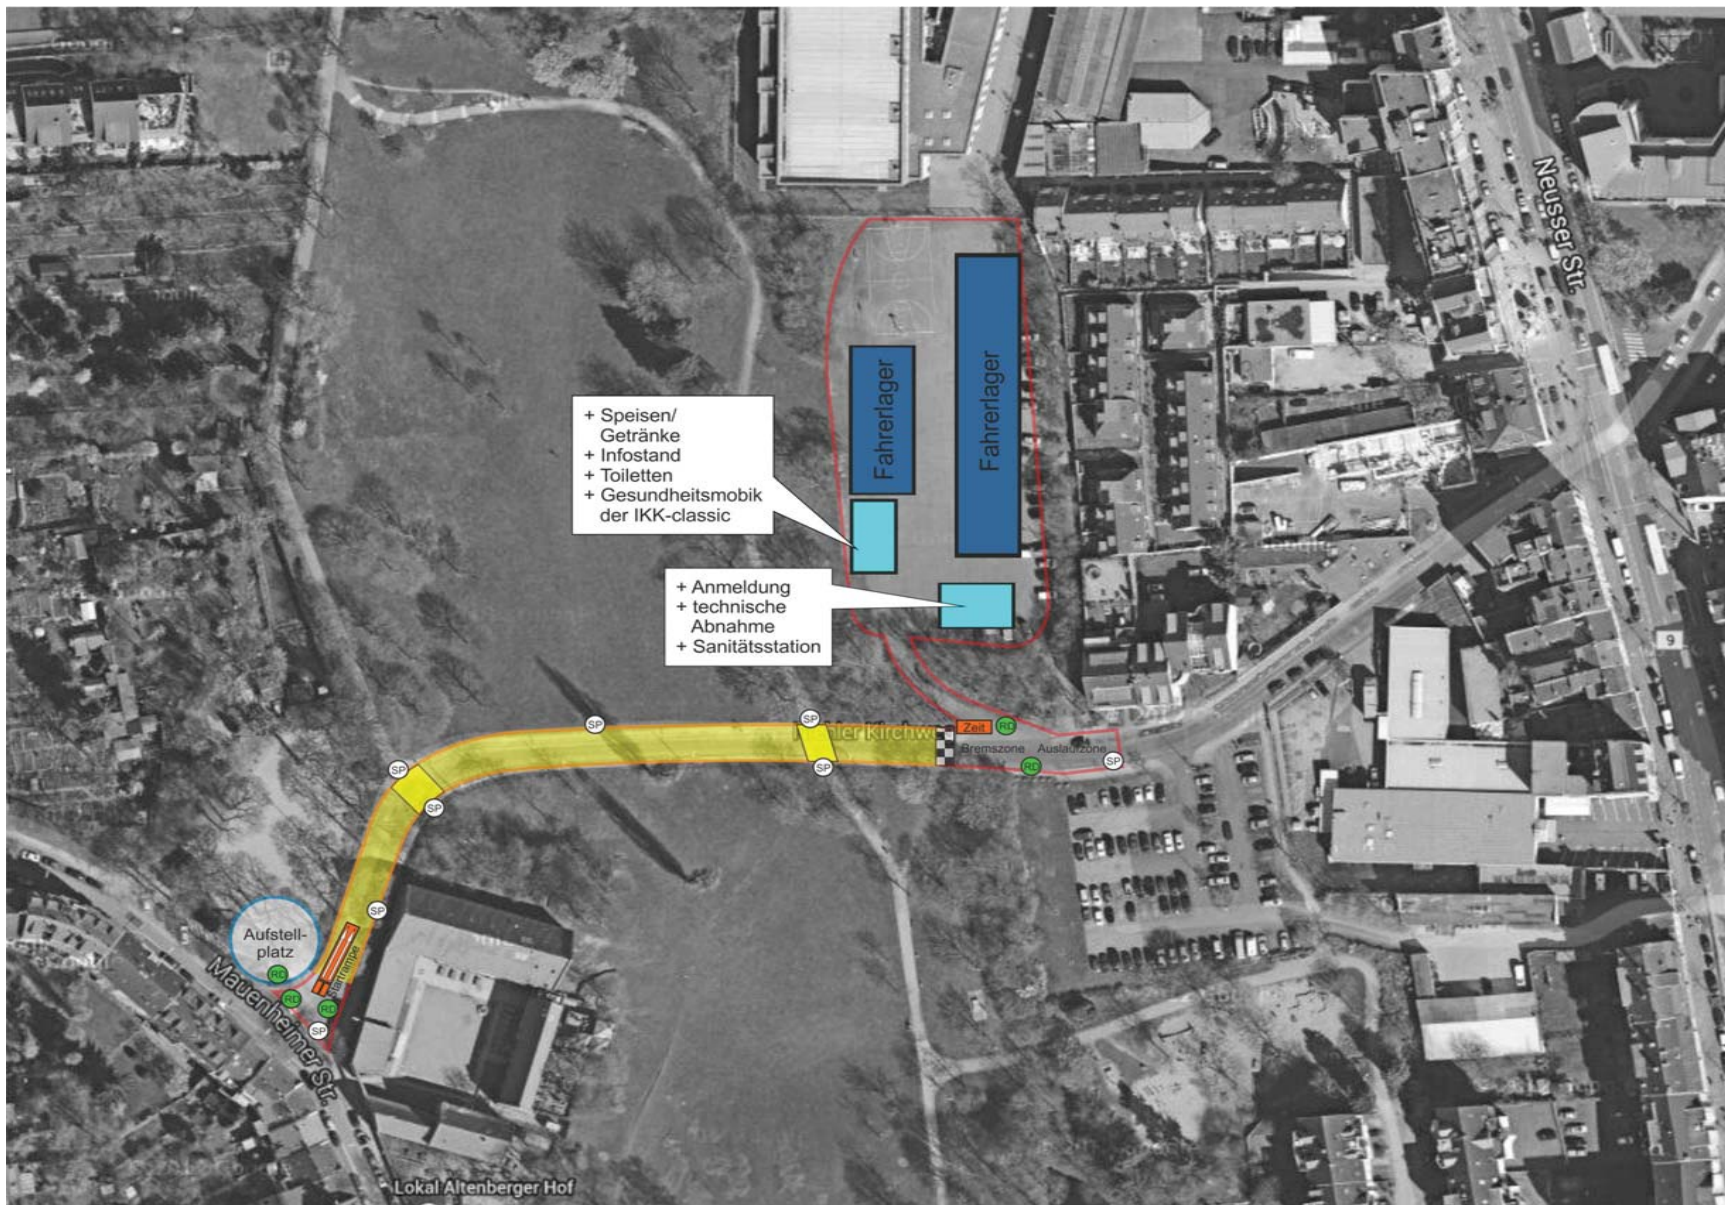 Neusser Str.
Fahrerlager
Fahrerlager
+ Speisen/
Getränke
+ Infostand
+ Toiletten
+ Gesundheitsmobik
der IKK-classic
+ Anmeldung
+ technische
Abnahme
+ Sanitätsstation
9
SP
SP
Zeit
RD
Kirchw
Bremszone
Auslaufzone
SP
RD
SP
SP
SP
SP
Aufstell-
platz
Startrampe
RD
RD
RD
SP
Mauenheimer Str.
Lokal Altenberger Hof